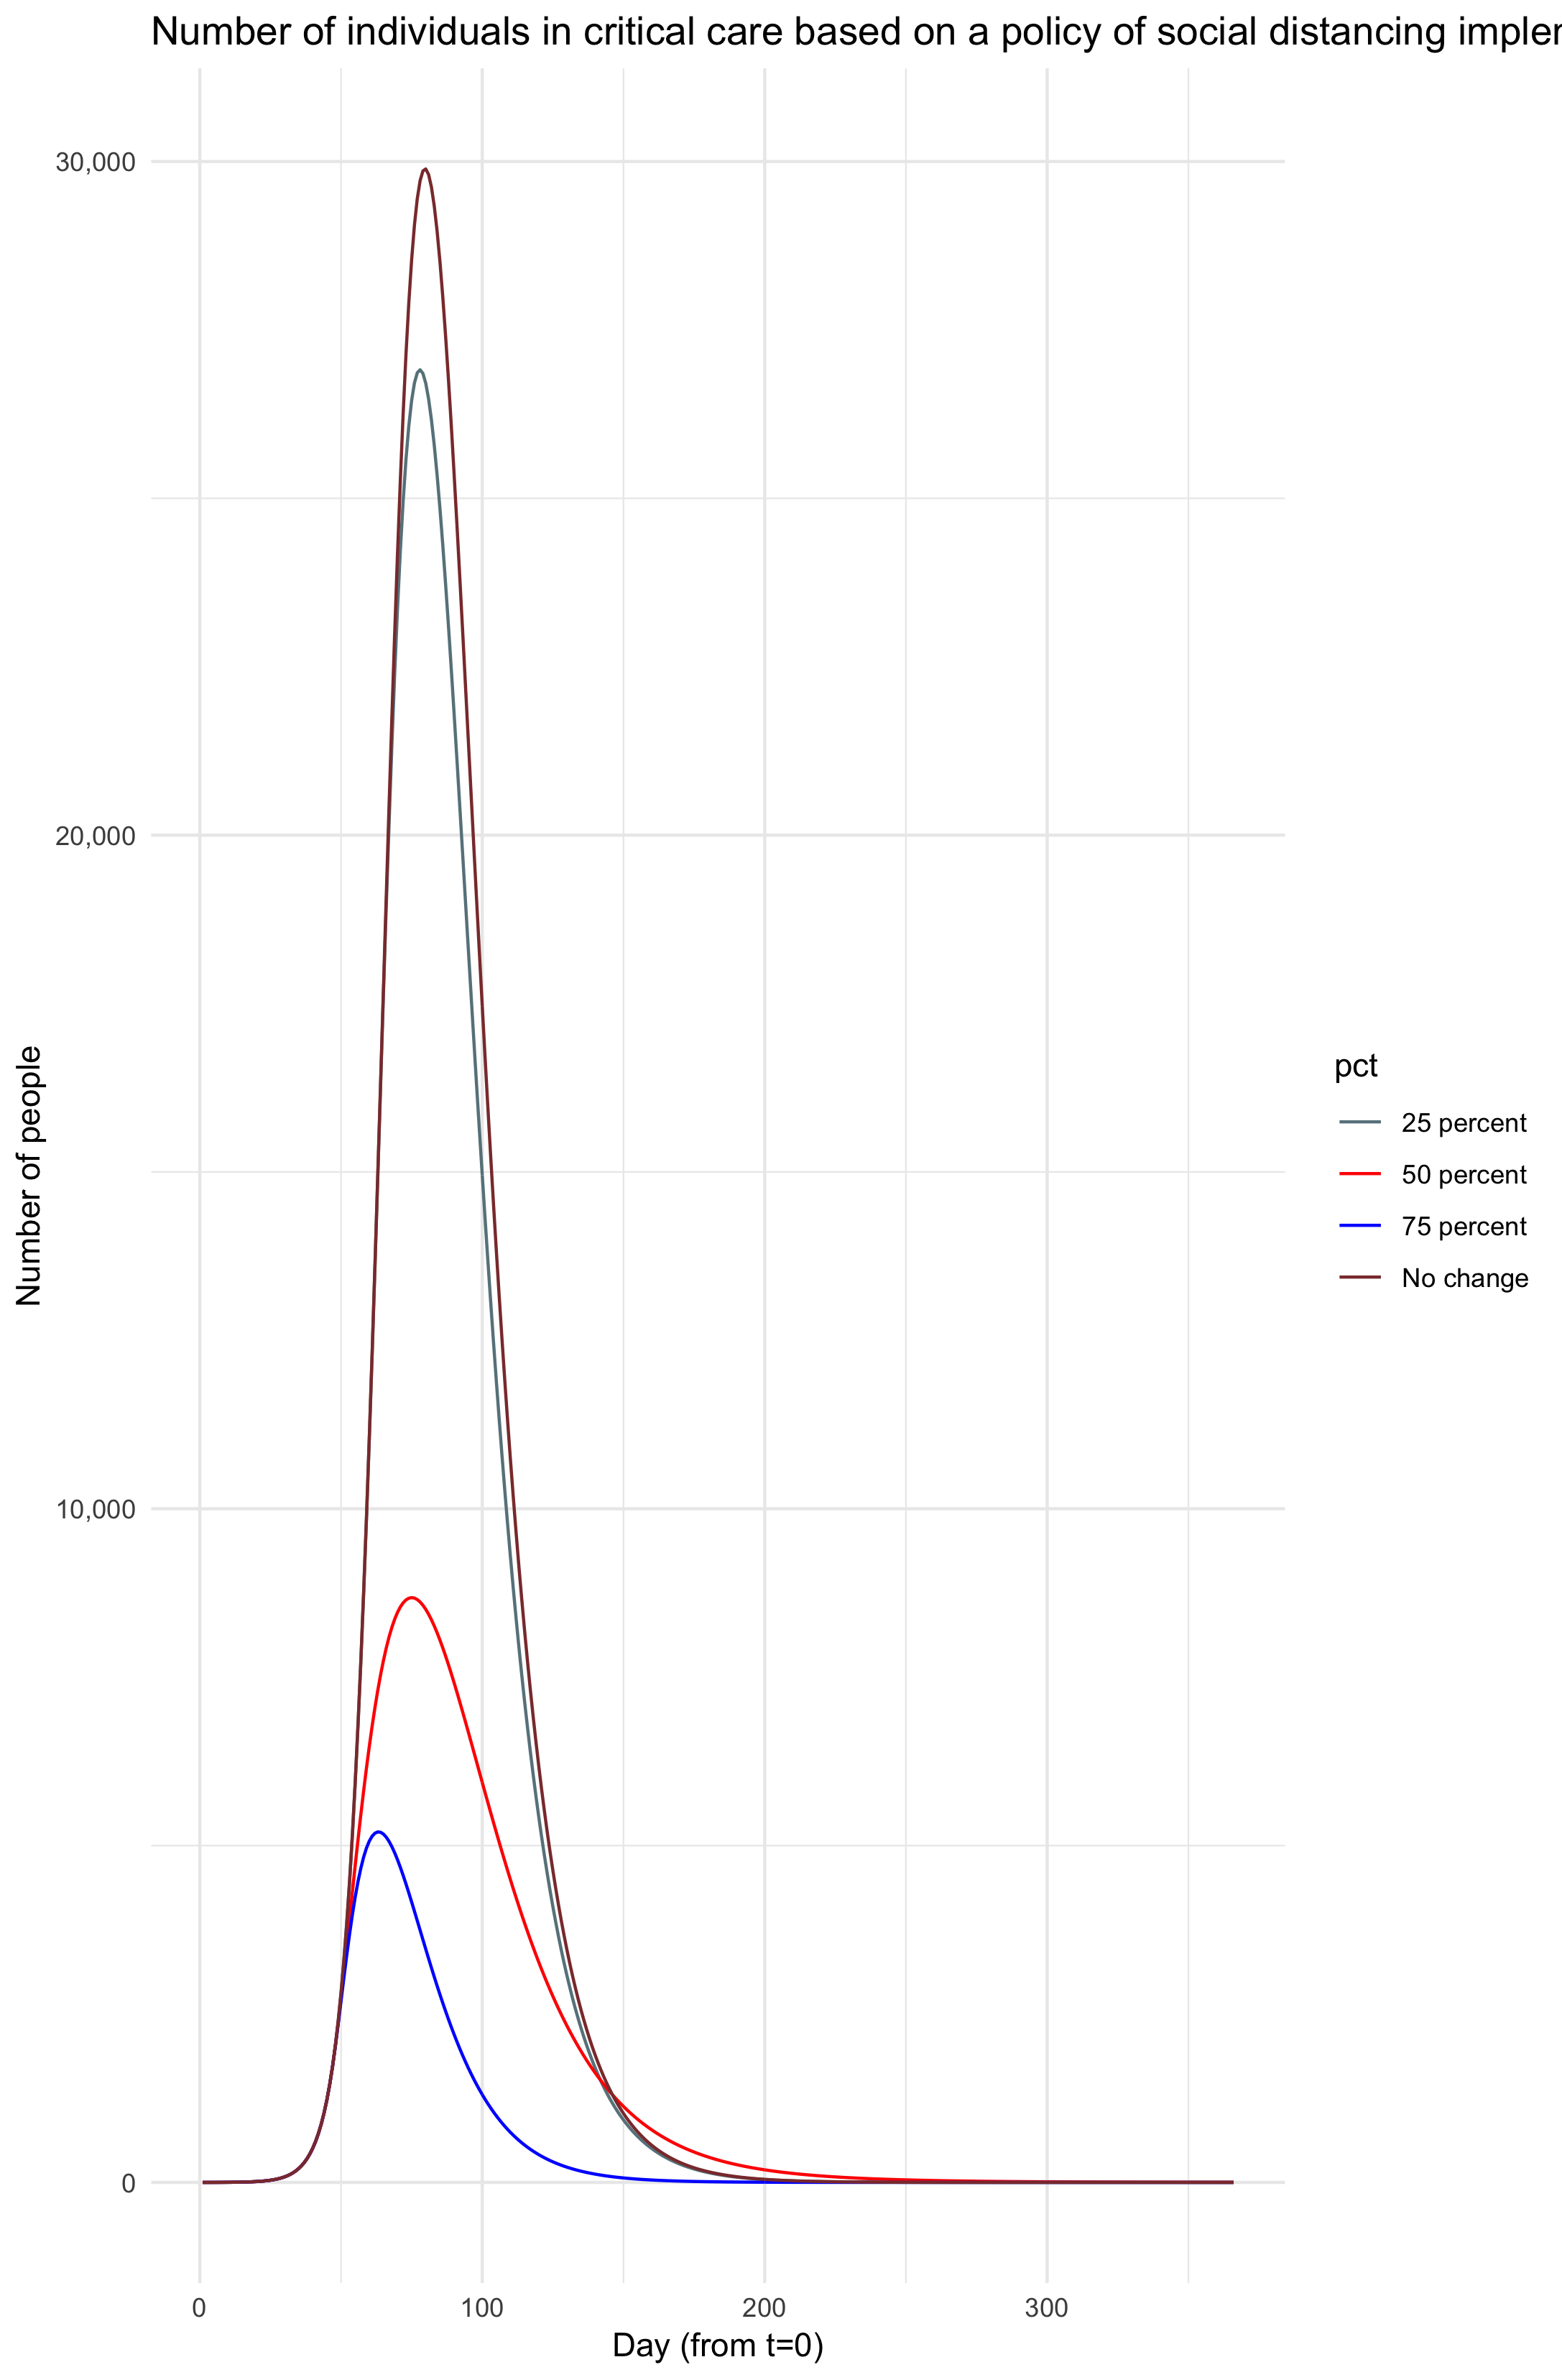 Number of individuals in critical care based on a policy of social distancing
30,000
20,000
10,000
0
Number of people
0 100 200 300
Day (from t=0)
pct
25 percent
50 percent
75 percent
No change